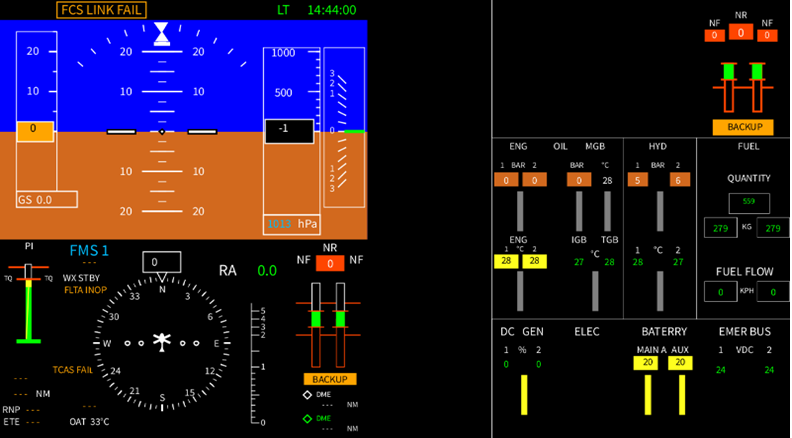 FCS LINK FAIL
LT 14:44:00
20 20 20
10 10 10
0
10 10
20 20
1000
500
-1
3
2
1
0
1
2
3
GS 0.0
1013 hPa
PI
FMS 1
---
TQ TQ
WX STBY
FLTA INOP
TCAS FAIL
---
--- NM
RNP ---
ETE ---
OAT 33°C
0
N
3
6
E
12
15
S
21
24
W
30
33
RA 0.0
5
4
3
2
1
0
NR
NF 0 NF
BACKUP
DME
--- NM
DME
--- NM
NR
NF NF
0 0 0
BACKUP
ENG OIL MGB
1 BAR 2 BAR °C
0 0 0 28
ENG
1 °C 2
28 28
IGB TGB
°C
27 28
HYD
1 BAR 2
5 6
1 °C 2
28 27
FUEL
QUANTITY
559
279 KG 279
FUEL FLOW
0 KPH 0
DC GEN ELEC BATERRY EMER BUS
1 % 2
0 0
MAIN A AUX
20 20
1 VDC 2
24 24